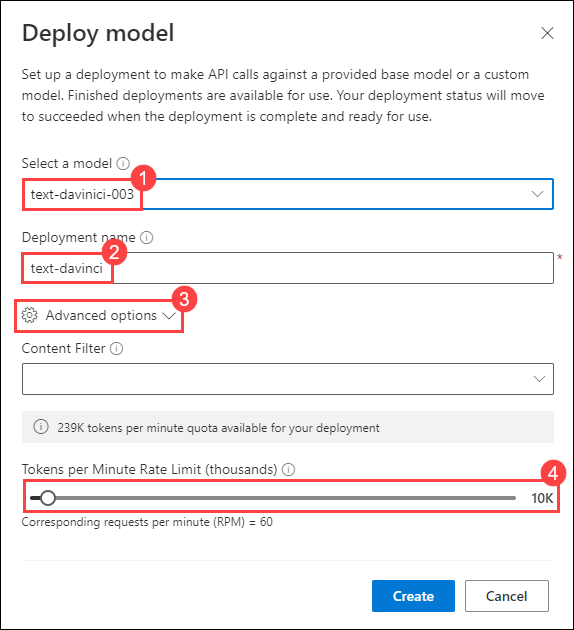 Deploy model
Set up a deployment to make API calls against a provided base model or a custom
model. Finished deployments are available for use. Your deployment status will move
to succeeded when the deployment is complete and ready for use.
Select a model
1
text-davinici-003
Deployment name
2
text-davinci
*
3
Advanced options
Content Filter
239K tokens per minute quota available for your deployment
Tokens per Minute Rate Limit (thousands)
4
10K
Corresponding requests per minute (RPM) = 60
Create Cancel